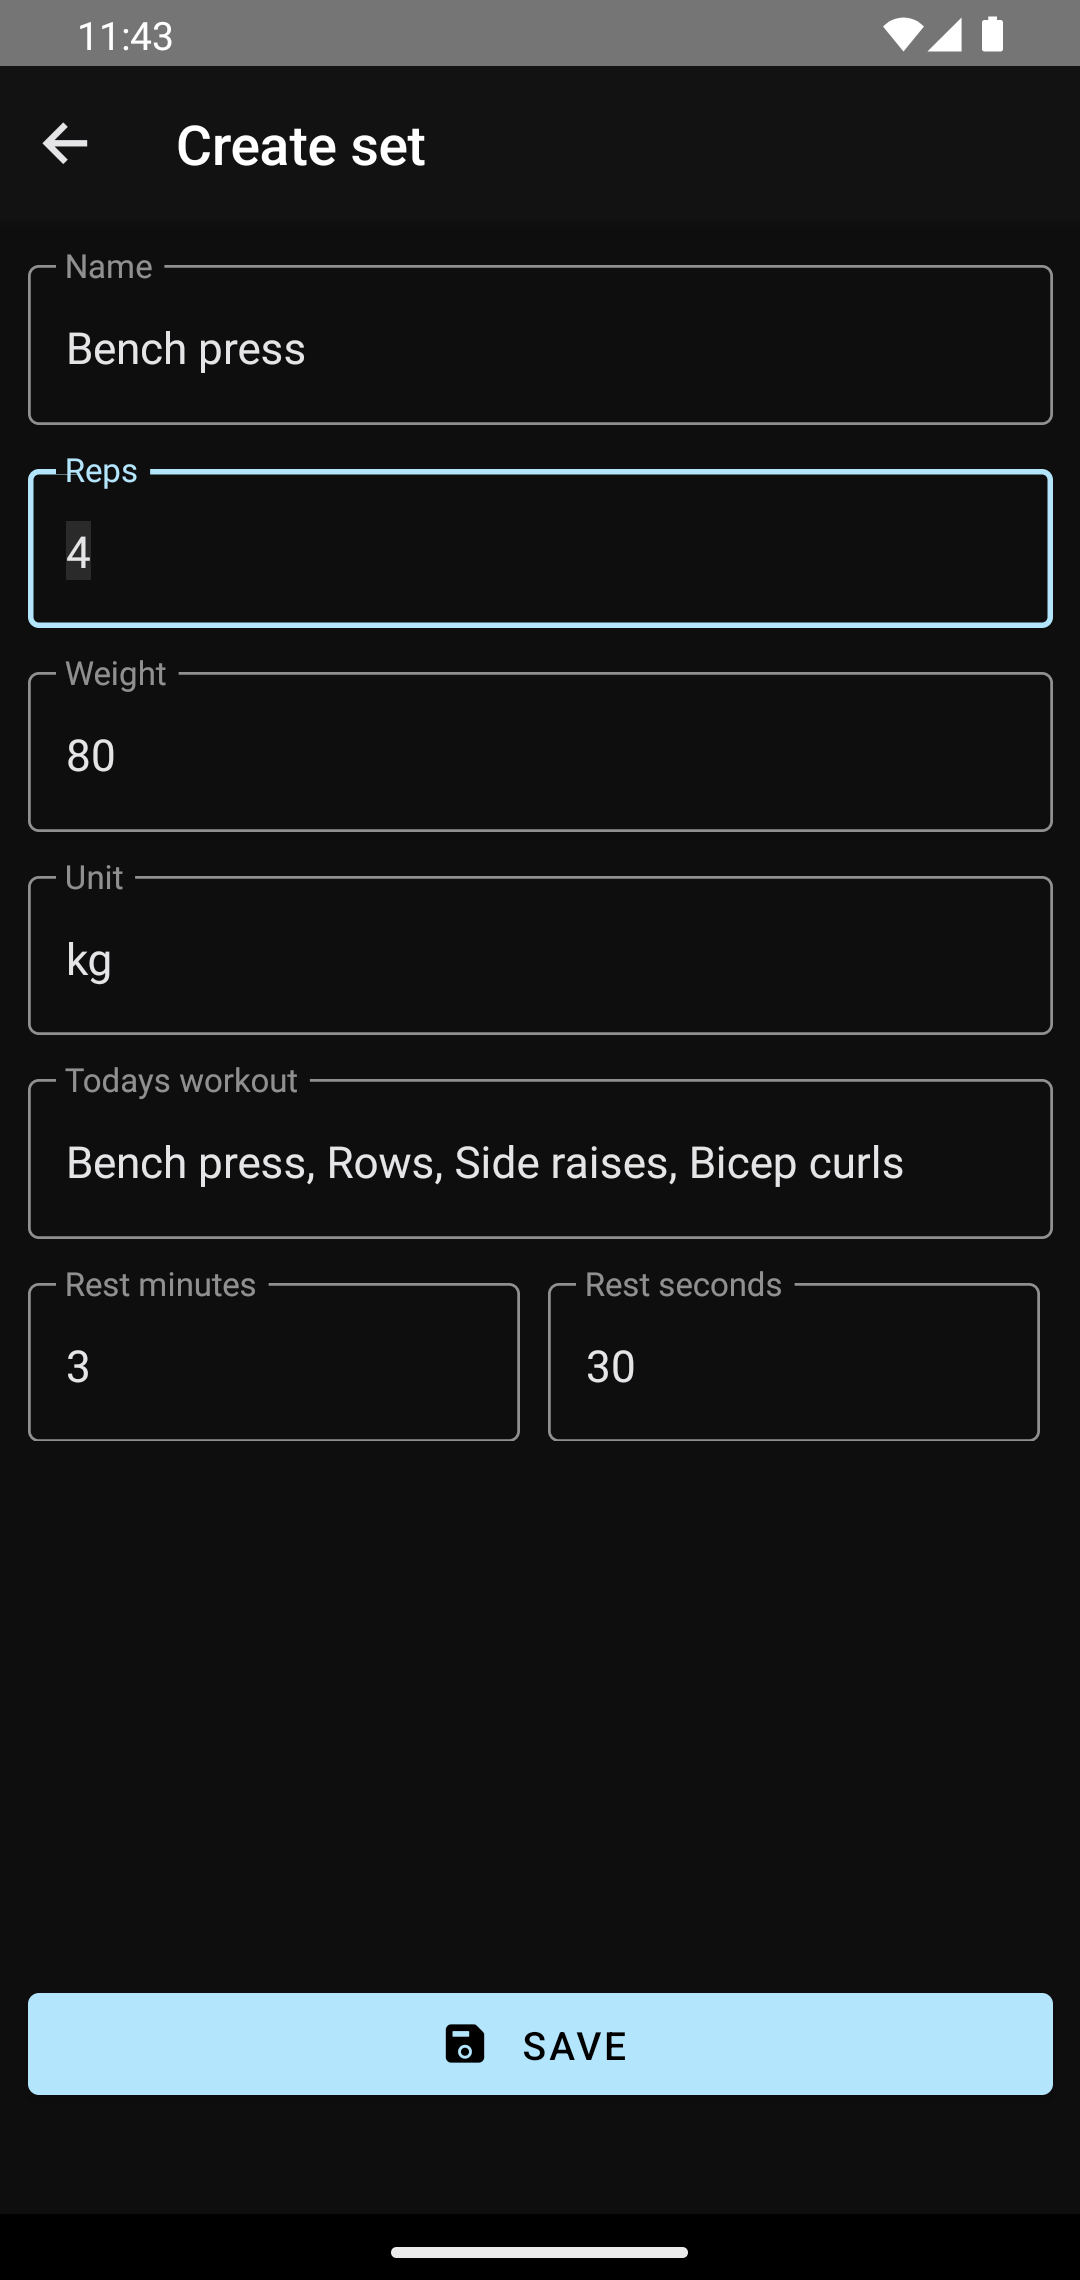 11:43
Create set
Name
Bench press
Reps
4
Weight
80
Unit
kg
Todays workout
Bench press, Rows, Side raises, Bicep curls
Rest minutes
3
Rest seconds
30
SAVE